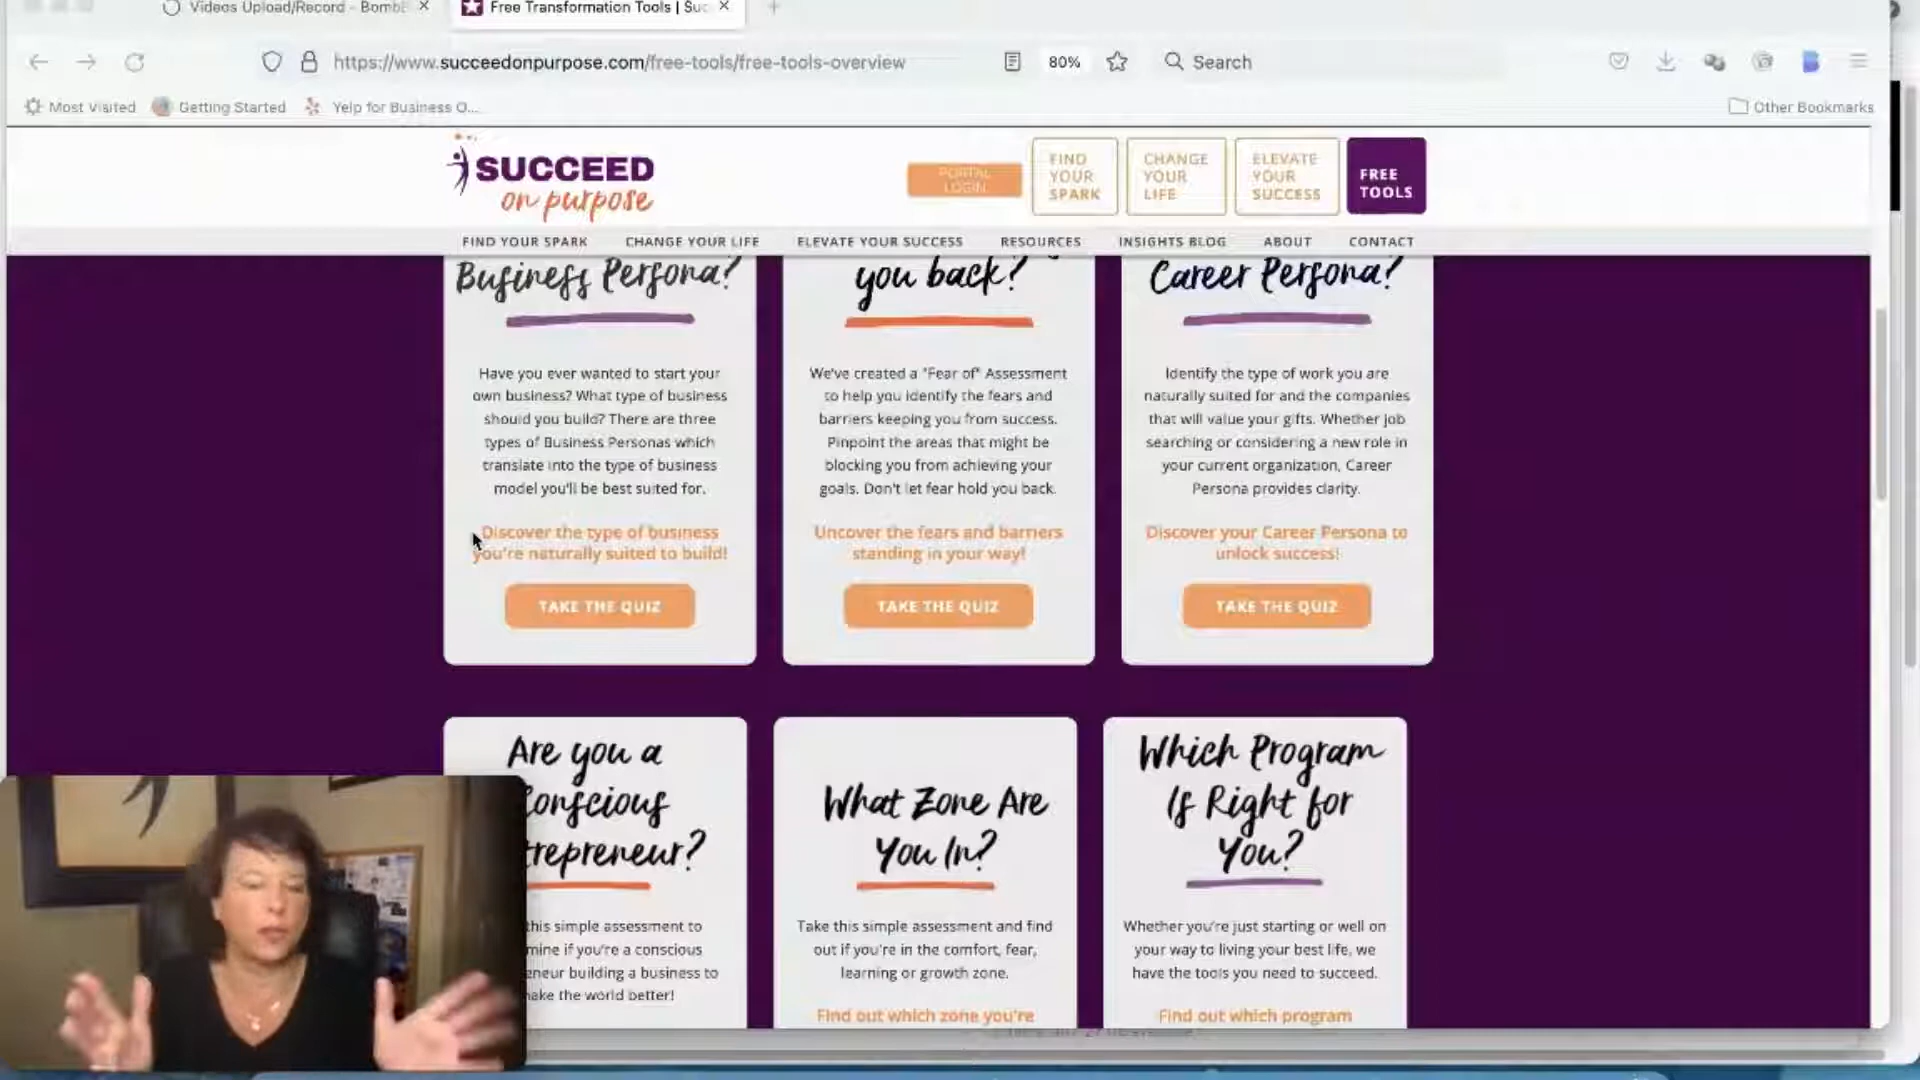 Videos Upload/Record - BombB
Free Transformation Tools | Suc
https://www.succeedonpurpose.com/free-tools/free-tools-overview
80%
Search
Most Visited
Getting Started
Yelp for Business O...
Other Bookmarks
SUCCEED
on purpose
PORTAL
LOGIN
FIND
YOUR
SPARK
CHANGE
YOUR
LIFE
ELEVATE
YOUR
SUCCESS
FREE
TOOLS
FIND YOUR SPARK
CHANGE YOUR LIFE
ELEVATE YOUR SUCCESS
RESOURCES
INSIGHTS BLOG
ABOUT
CONTACT
Business Persona?
Have you ever wanted to start your
own business? What type of business
should you build? There are three
types of Business Personas which
translate into the type of business
model you'll be best suited for.
Discover the type of business
you're naturally suited to build!
TAKE THE QUIZ
you back?
We've created a "Fear of" Assessment
to help you identify the fears and
barriers keeping you from success.
Pinpoint the areas that might be
blocking you from achieving your
goals. Don't let fear hold you back.
Uncover the fears and barriers
standing in your way!
TAKE THE QUIZ
Career Persona?
Identify the type of work you are
naturally suited for and the companies
that will value your gifts. Whether job
searching or considering a new role in
your current organization, Career
Persona provides clarity.
Discover your Career Persona to
unlock success!
TAKE THE QUIZ
Are you a
Conscious
trepreneur?
this simple assessment to
mine if you're a conscious
eneur building a business to
ake the world better!
What Zone Are
You In?
Take this simple assessment and find
out if you're in the comfort, fear,
learning or growth zone.
Find out which zone you're
Which Program
Is Right for
You?
Whether you're just starting or well on
your way to living your best life, we
have the tools you need to succeed.
Find out which program